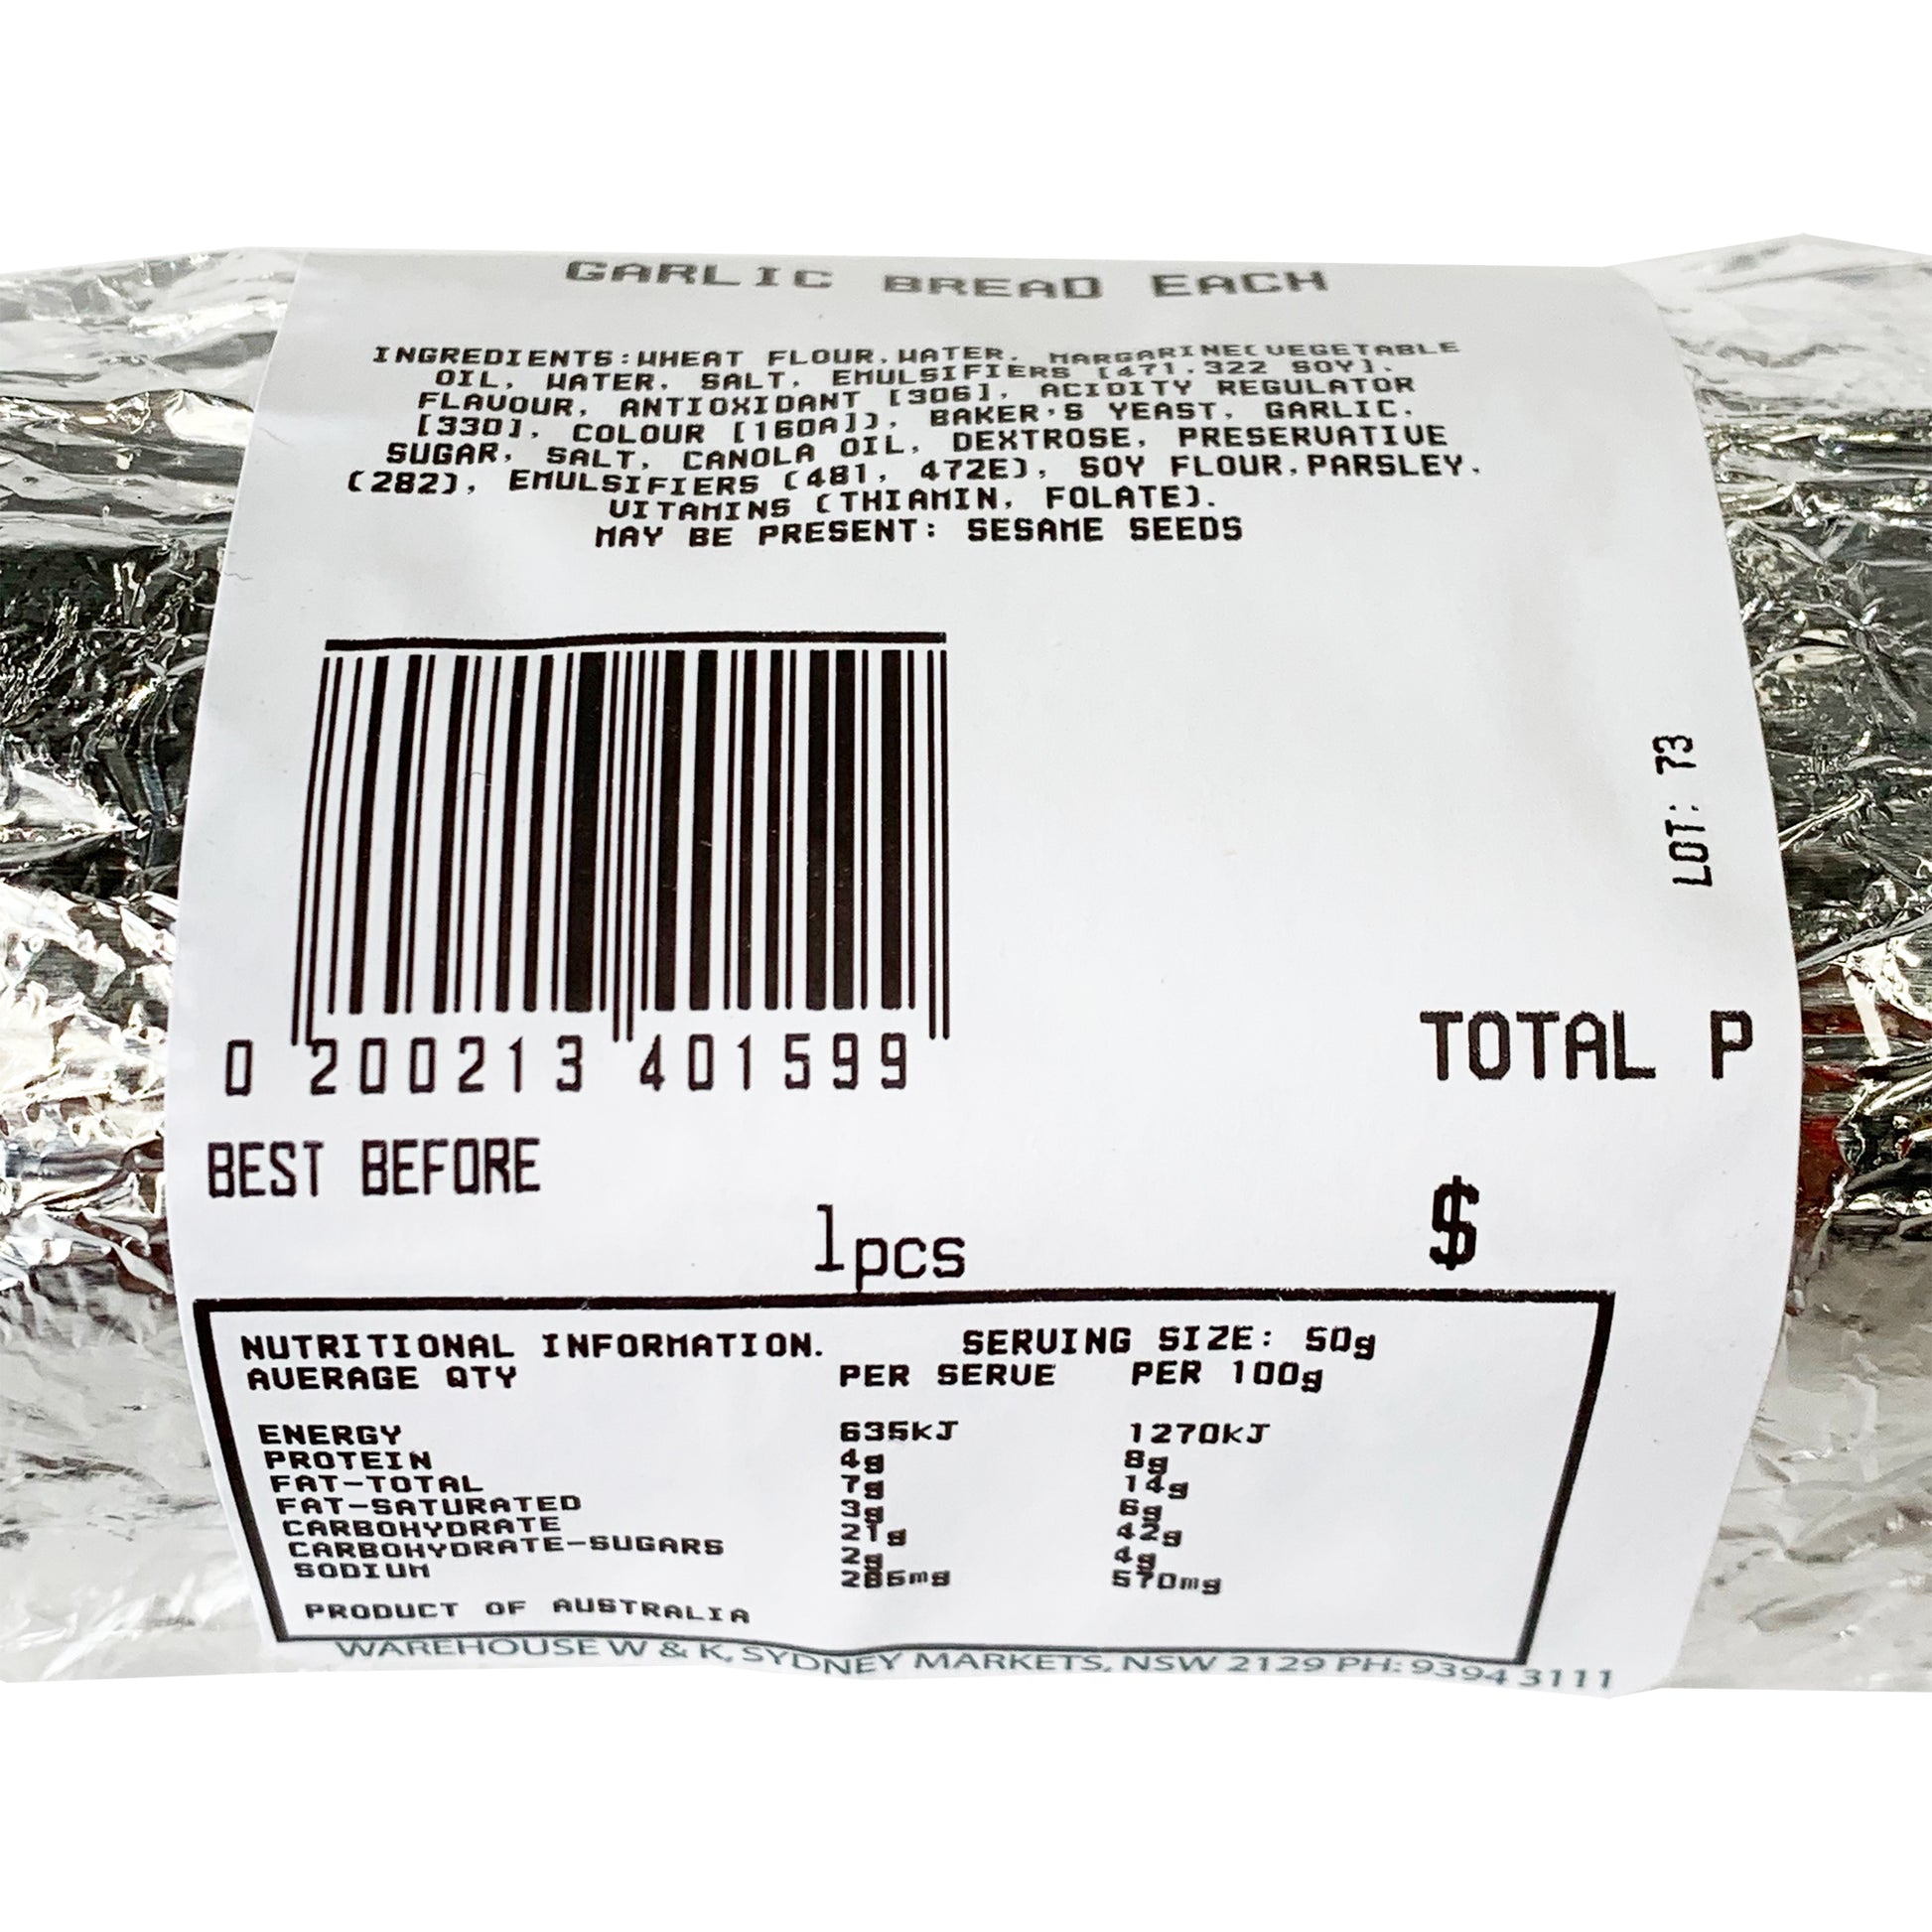 GARLIC BREAD EACH
INGREDIENTS:WHEAT FLOUR,WATER, MARGARINE(VEGETABLE
OIL, WATER, SALT, EMULSIFIERS [471,322 SOY],
FLAVOUR, ANTIOXIDANT [306], ACIDITY REGULATOR
[330], COLOUR [160A]), BAKER'S YEAST, GARLIC,
SUGAR, SALT, CANOLA OIL, DEXTROSE, PRESERVATIVE
(282), EMULSIFIERS (481, 472E), SOY FLOUR,PARSLEY,
VITAMINS (THIAMIN, FOLATE).
MAY BE PRESENT: SESAME SEEDS
LOT: 73
0 200213 401599
TOTAL P
BEST BEFORE
1pcs
$
NUTRITIONAL INFORMATION. SERVING SIZE: 50g
AVERAGE QTY PER SERVE PER 100g
ENERGY 635kJ 1270kJ
PROTEIN 4g 8g
FAT-TOTAL 7g 14g
FAT-SATURATED 3g 6g
CARBOHYDRATE 21g 42g
CARBOHYDRATE-SUGARS 2g 4g
SODIUM 285mg 570mg
PRODUCT OF AUSTRALIA
WAREHOUSE W & K, SYDNEY MARKETS, NSW 2129 PH: 9394 3111